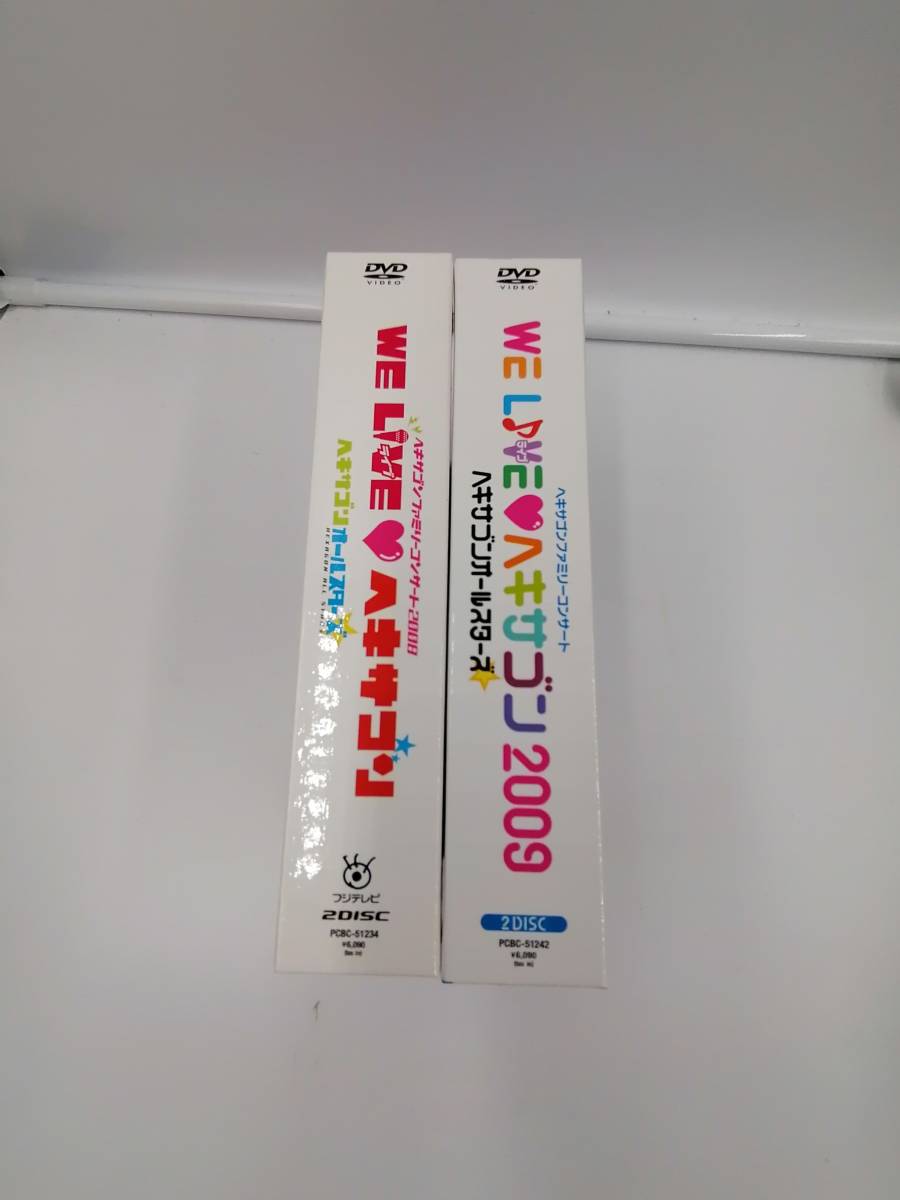 DVD
VIDEO
ヘキサゴンファミリーコンサート2008
WE LIVE♥ヘキサゴン
ライブ
ヘキサゴンオールスターズ
HEXAGON ALL STARS
フジテレビ
2DISC
PCBC-51234
¥6,090
(tax in)
DVD
VIDEO
ヘキサゴンファミリーコンサート
WE L♪VE♥ヘキサゴン2009
ライブ
ヘキサゴンオールスターズ
2DISC
PCBC-51242
¥6,090
(tax in)